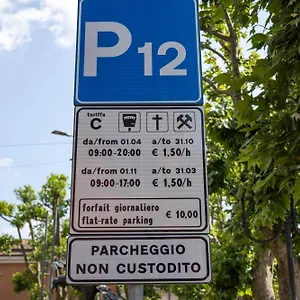 P 12
tariffa
C
da/from 01.04 a/to 31.10
09:00-20:00 € 1,50/h
da/from 01.11 a/to 31.03
09:00-17:00 € 1,50/h
forfait giornaliero
flat-rate parking € 10,00
PARCHEGGIO
NON CUSTODITO